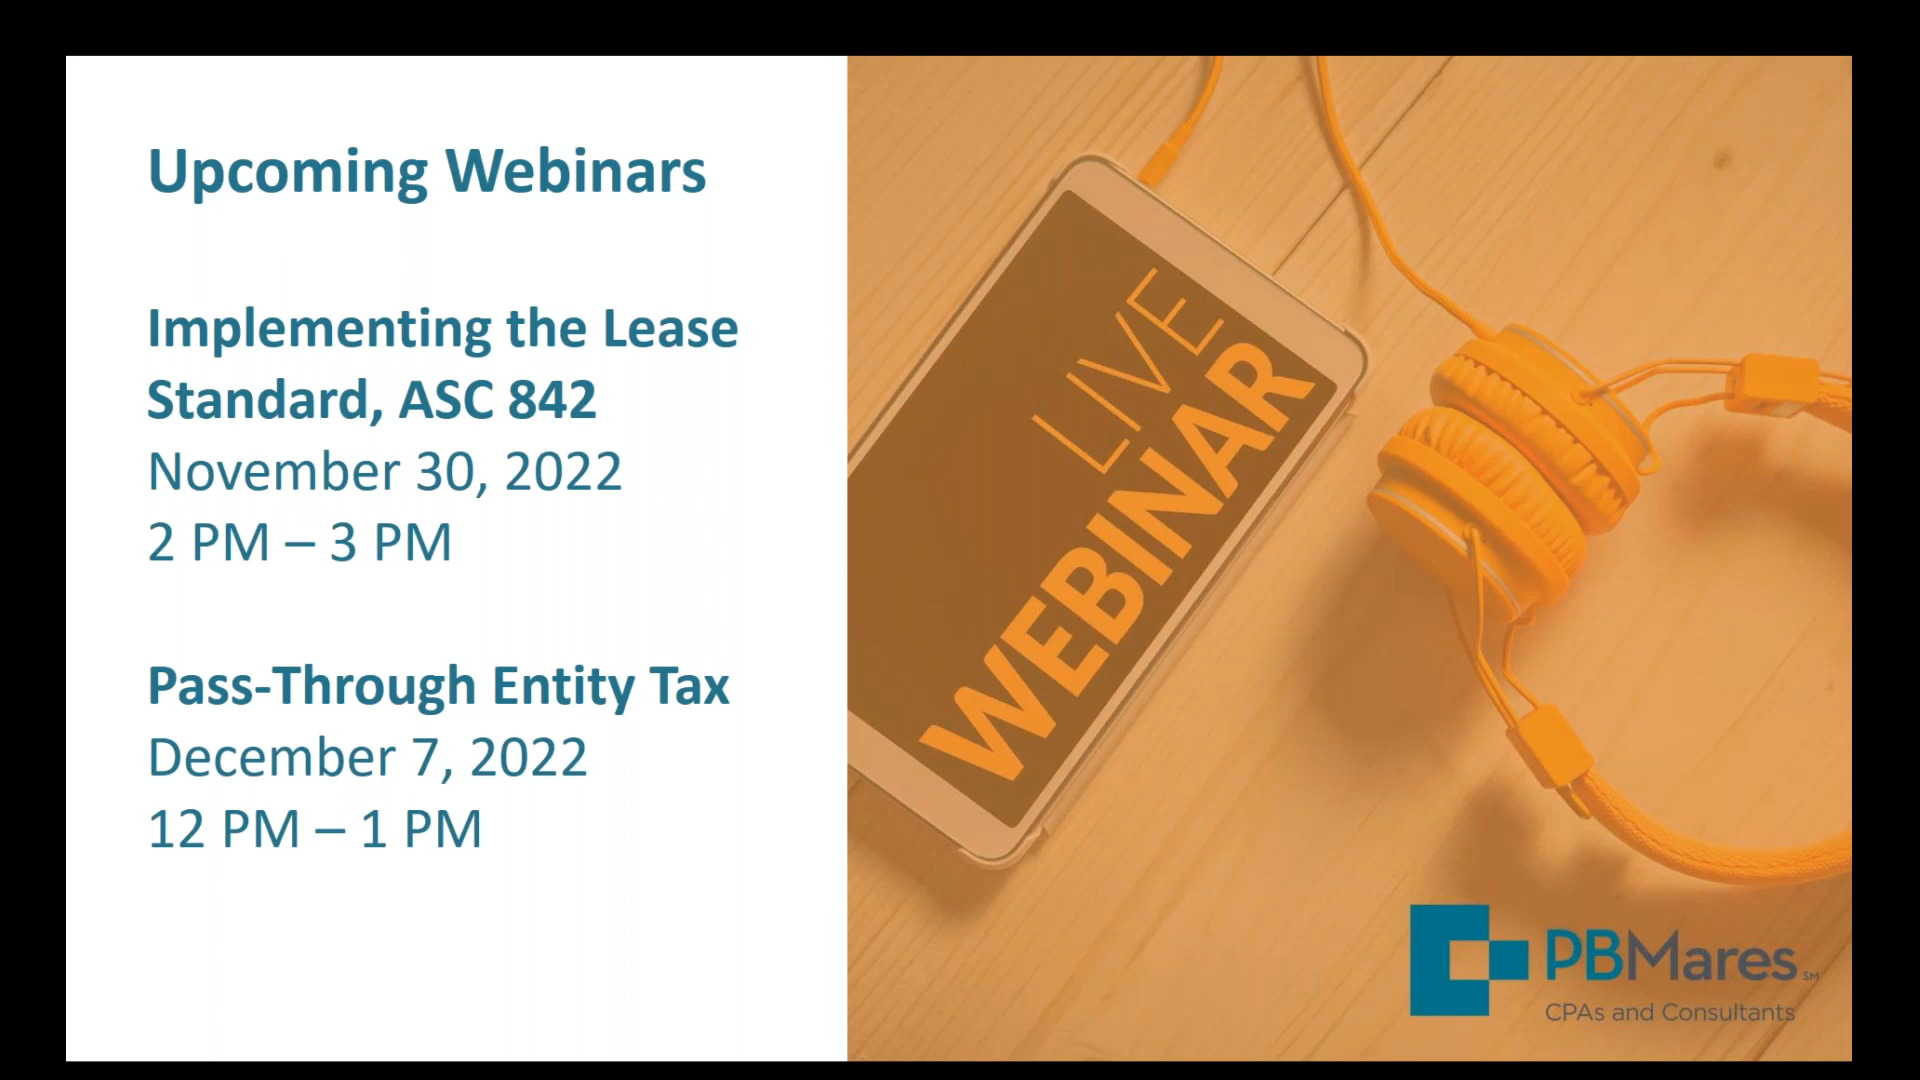 Upcoming Webinars
Implementing the Lease
Standard, ASC 842
November 30, 2022
2 PM – 3 PM
Pass-Through Entity Tax
December 7, 2022
12 PM – 1 PM
LIVE
WEBINAR
PBMares SM
CPAs and Consultants